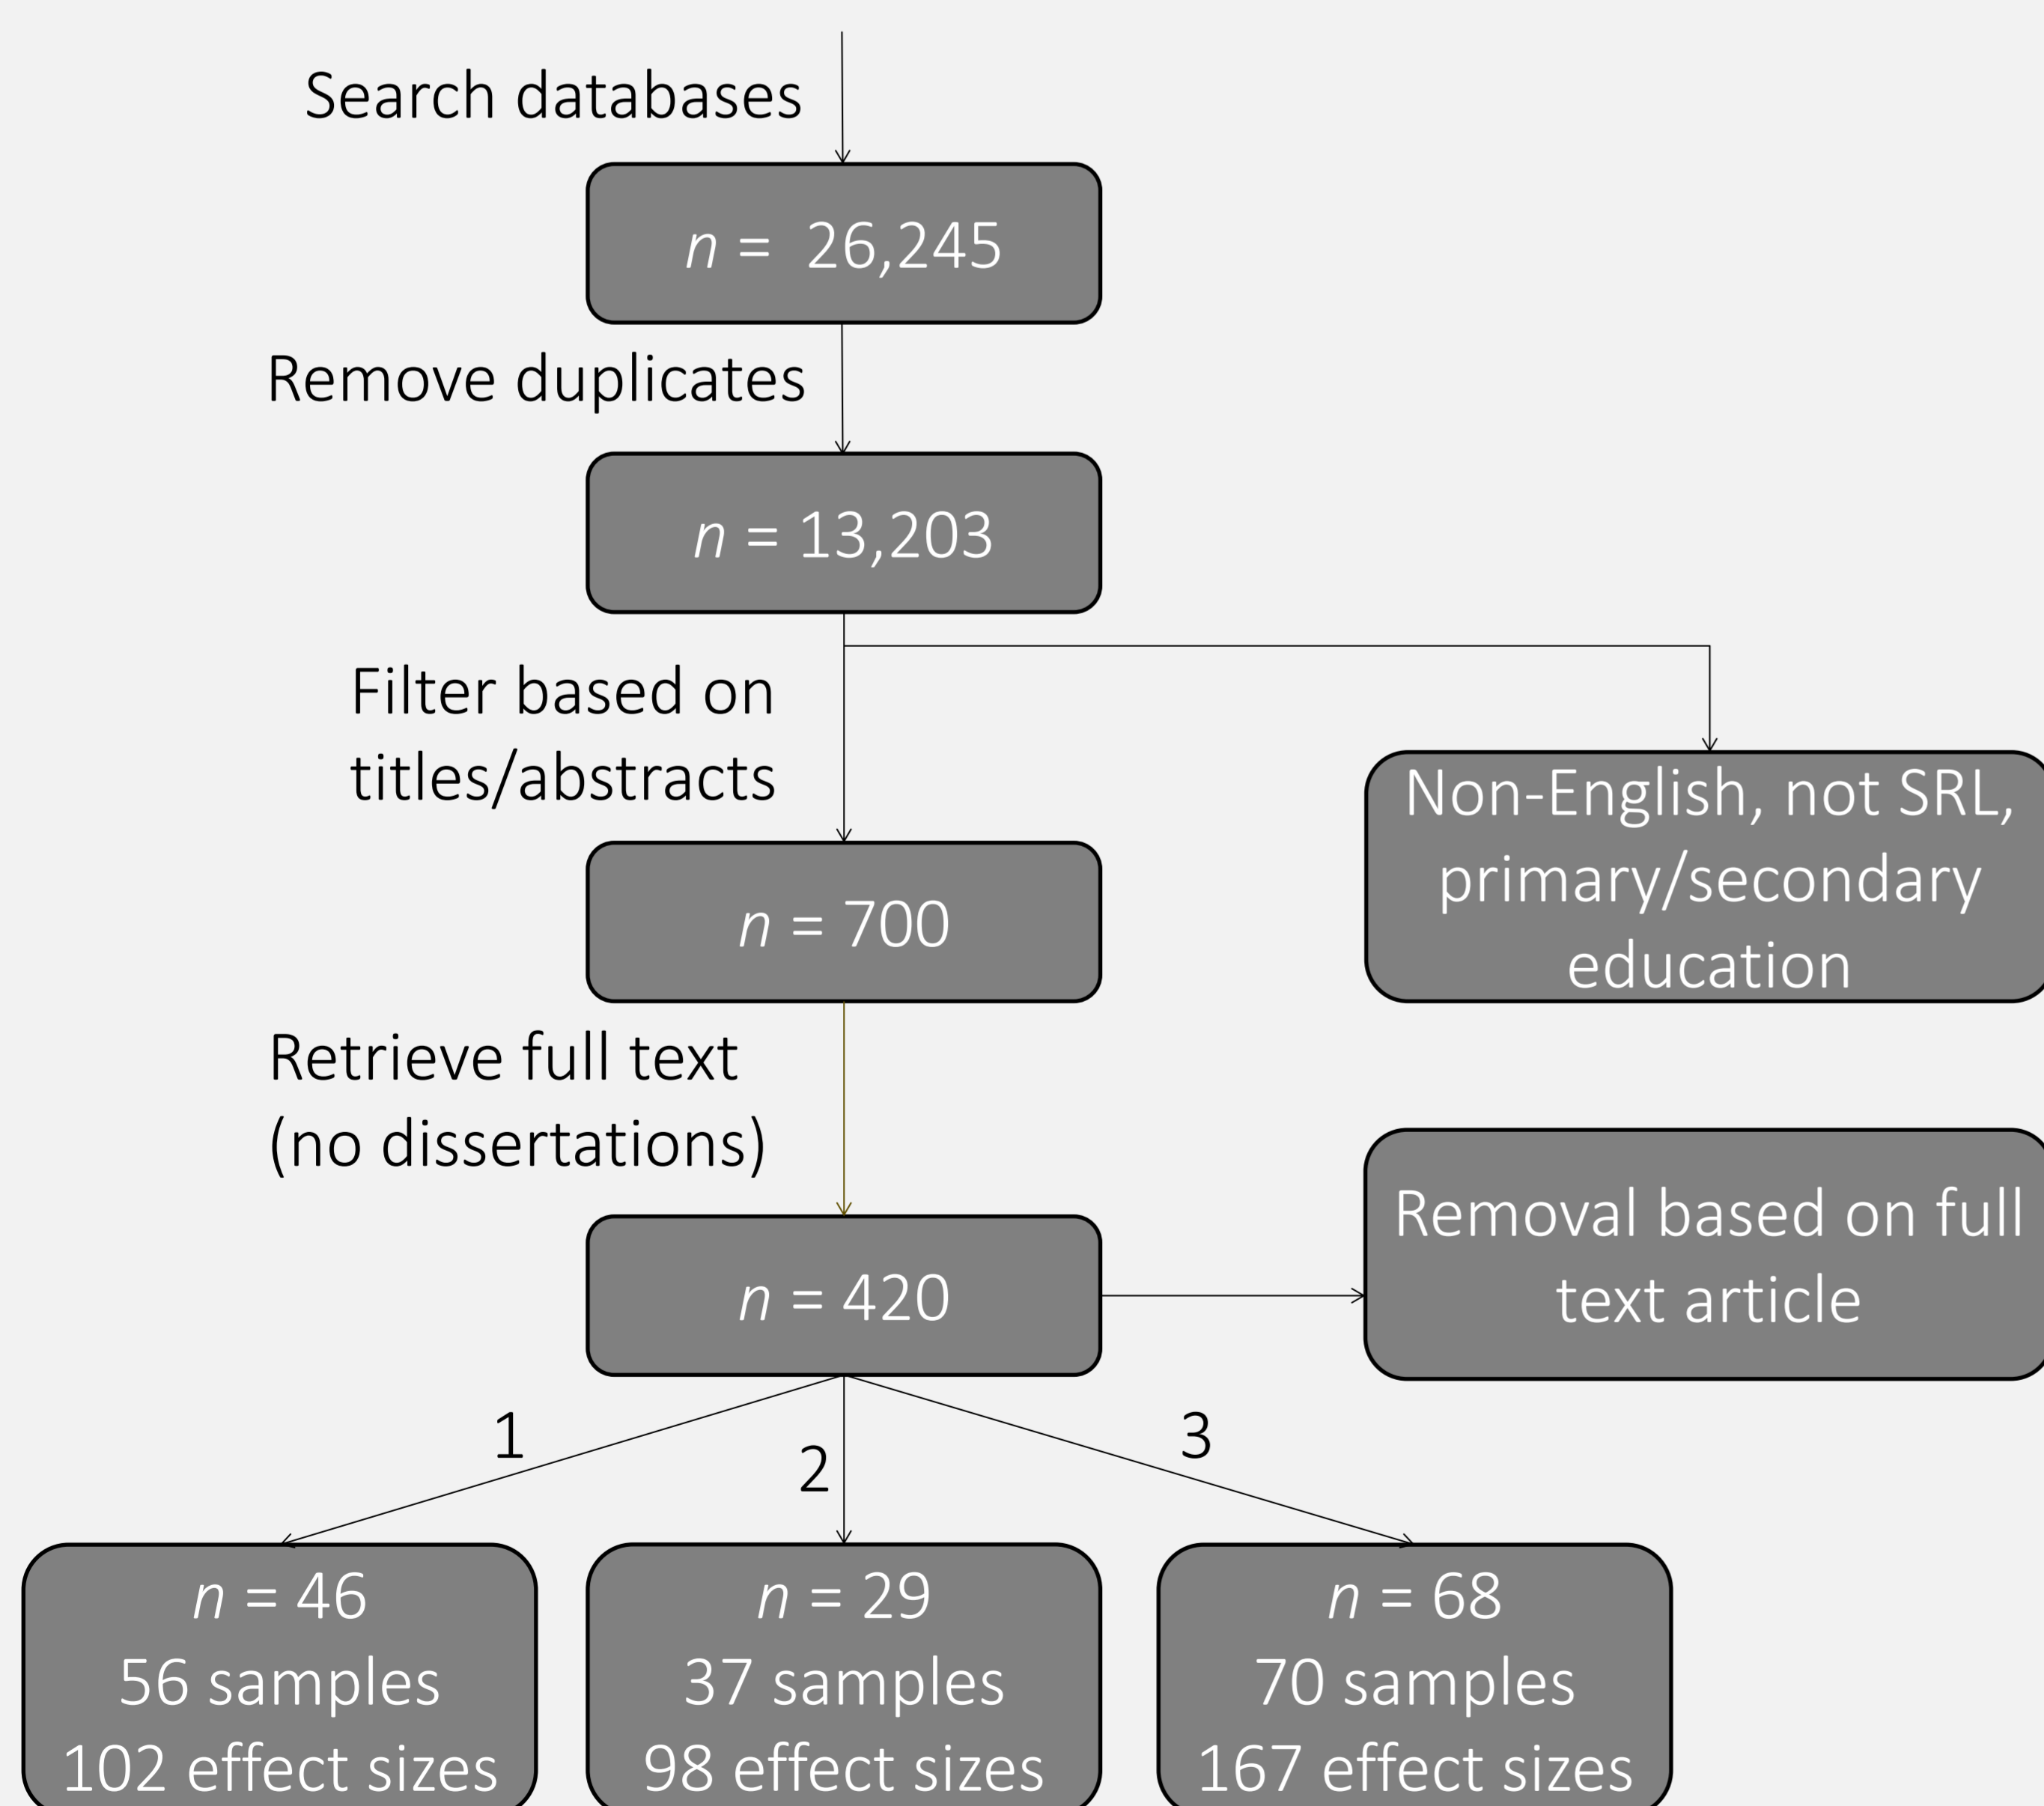 Search databases
n = 26,245
Remove duplicates
n = 13,203
Filter based on
titles/abstracts
Non-English, not SRL,
primary/secondary
education
n = 700
Retrieve full text
(no dissertations)
Removal based on full
text article
n = 420
1
2
3
n = 46
56 samples
102 effect sizes
n = 29
37 samples
98 effect sizes
n = 68
70 samples
167 effect sizes